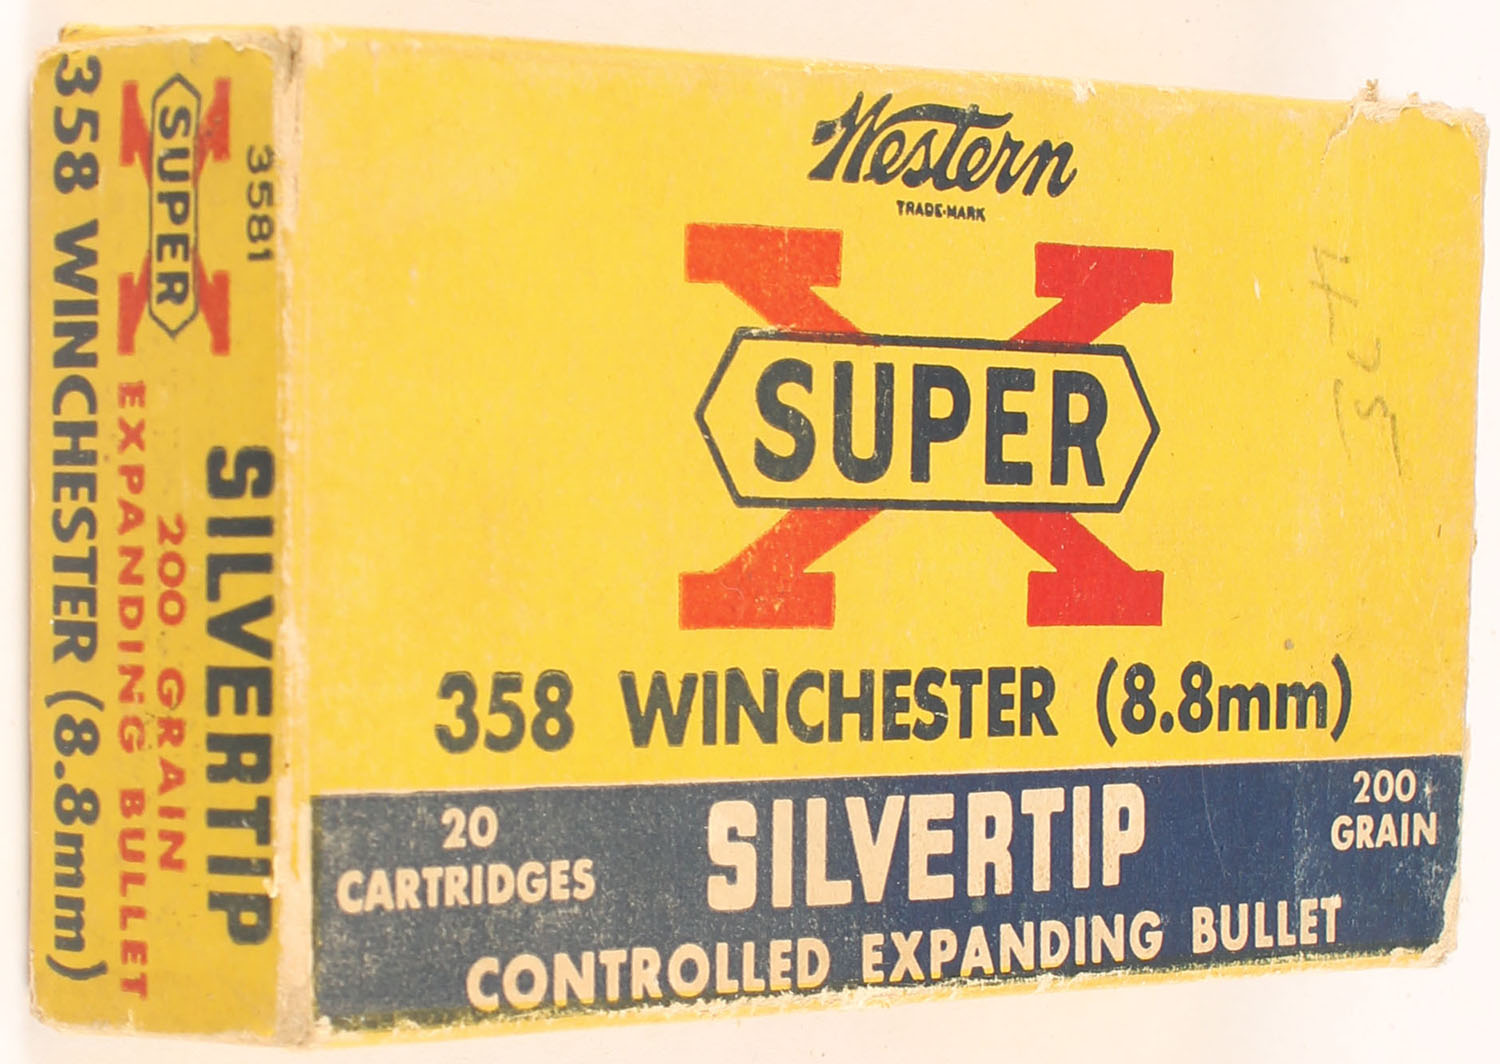 Western
TRADE-MARK
SUPER
X
358 WINCHESTER (8.8mm)
20
CARTRIDGES
SILVERTIP
200
GRAIN
CONTROLLED EXPANDING BULLET
3581
SUPER
X
SILVERTIP
200 GRAIN
EXPANDING BULLET
358 WINCHESTER (8.8mm)